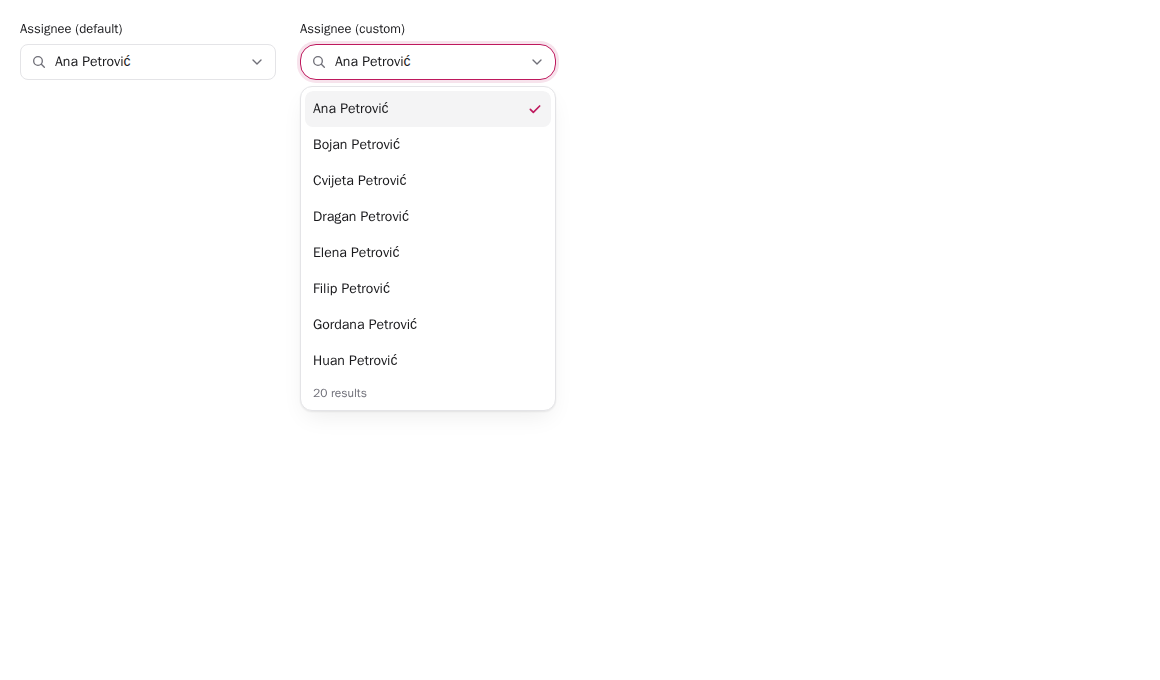 Assignee (default)
Ana Petrović
Assignee (custom)
Ana Petrović
Ana Petrović
Bojan Petrović
Cvijeta Petrović
Dragan Petrović
Elena Petrović
Filip Petrović
Gordana Petrović
Huan Petrović
20 results